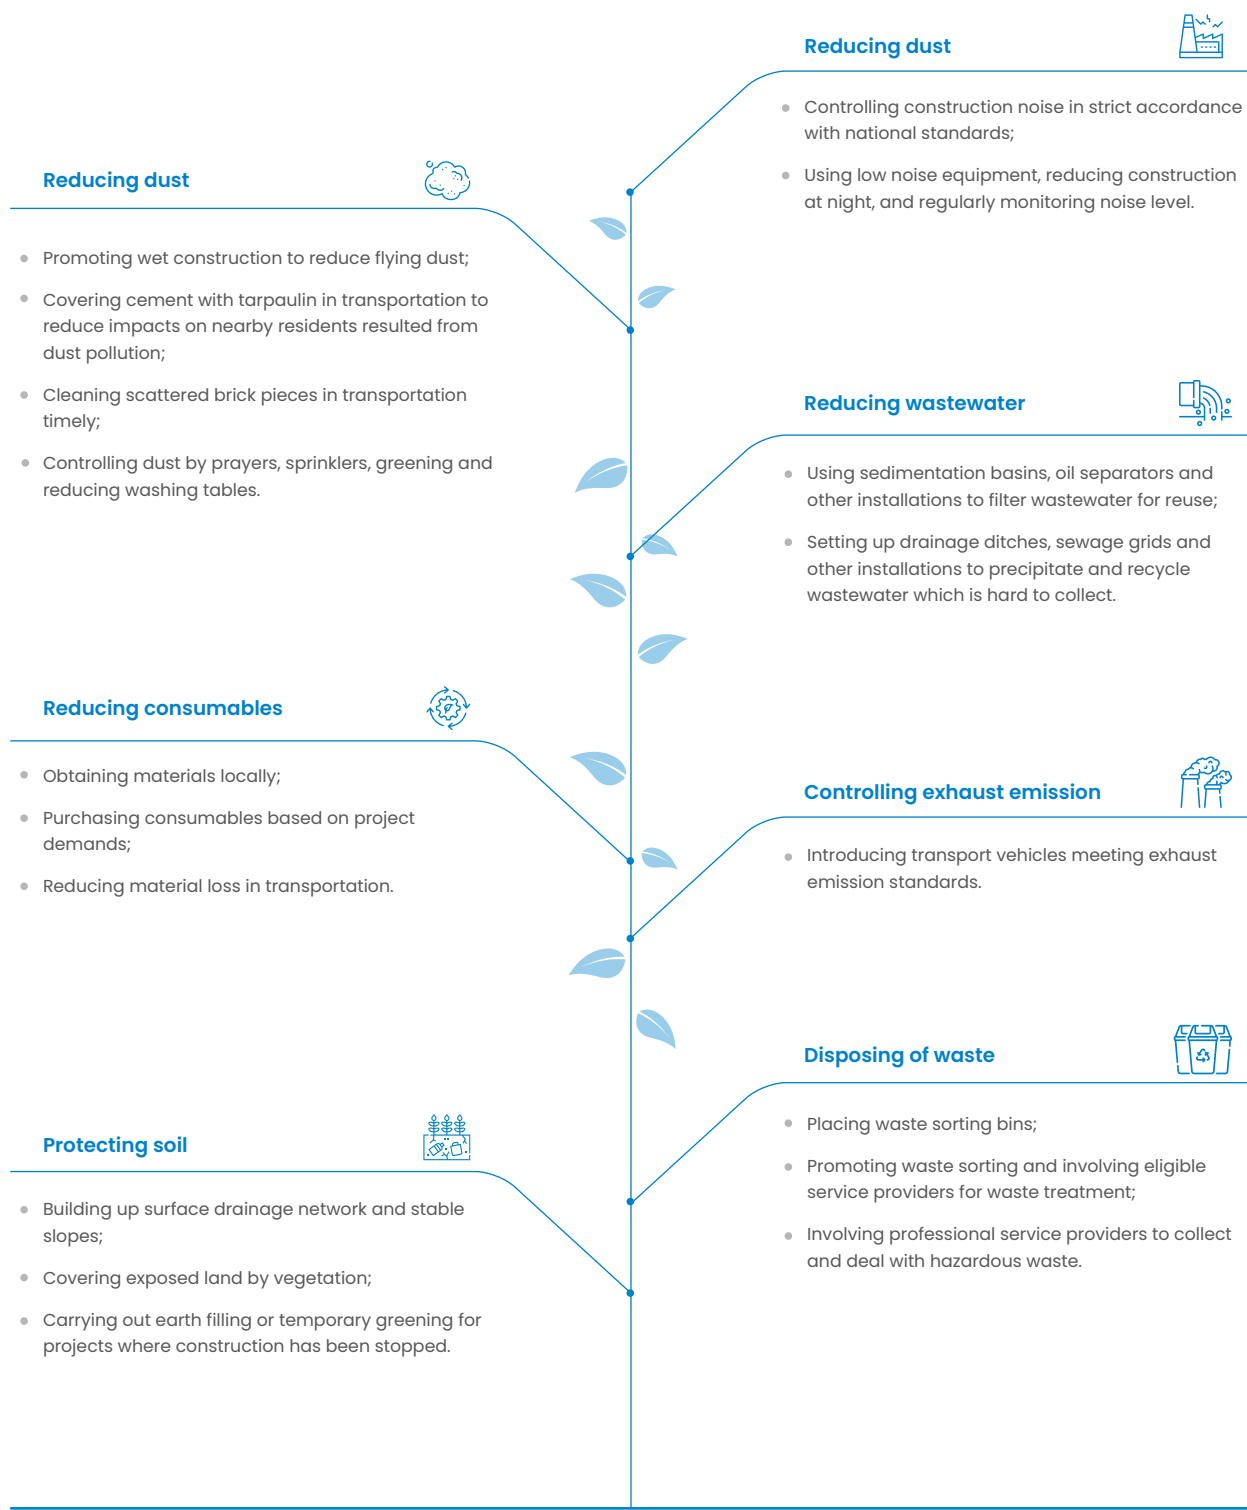 Reducing dust
Controlling construction noise in strict accordance
with national standards;
Using low noise equipment, reducing construction
at night, and regularly monitoring noise level.
Reducing dust
Promoting wet construction to reduce flying dust;
Covering cement with tarpaulin in transportation to
reduce impacts on nearby residents resulted from
dust pollution;
Cleaning scattered brick pieces in transportation
timely;
Controlling dust by prayers, sprinklers, greening and
reducing washing tables.
Reducing wastewater
Using sedimentation basins, oil separators and
other installations to filter wastewater for reuse;
Setting up drainage ditches, sewage grids and
other installations to precipitate and recycle
wastewater which is hard to collect.
Reducing consumables
Obtaining materials locally;
Purchasing consumables based on project
demands;
Reducing material loss in transportation.
Controlling exhaust emission
Introducing transport vehicles meeting exhaust
emission standards.
Disposing of waste
Placing waste sorting bins;
Promoting waste sorting and involving eligible
service providers for waste treatment;
Involving professional service providers to collect
and deal with hazardous waste.
Protecting soil
Building up surface drainage network and stable
slopes;
Covering exposed land by vegetation;
Carrying out earth filling or temporary greening for
projects where construction has been stopped.